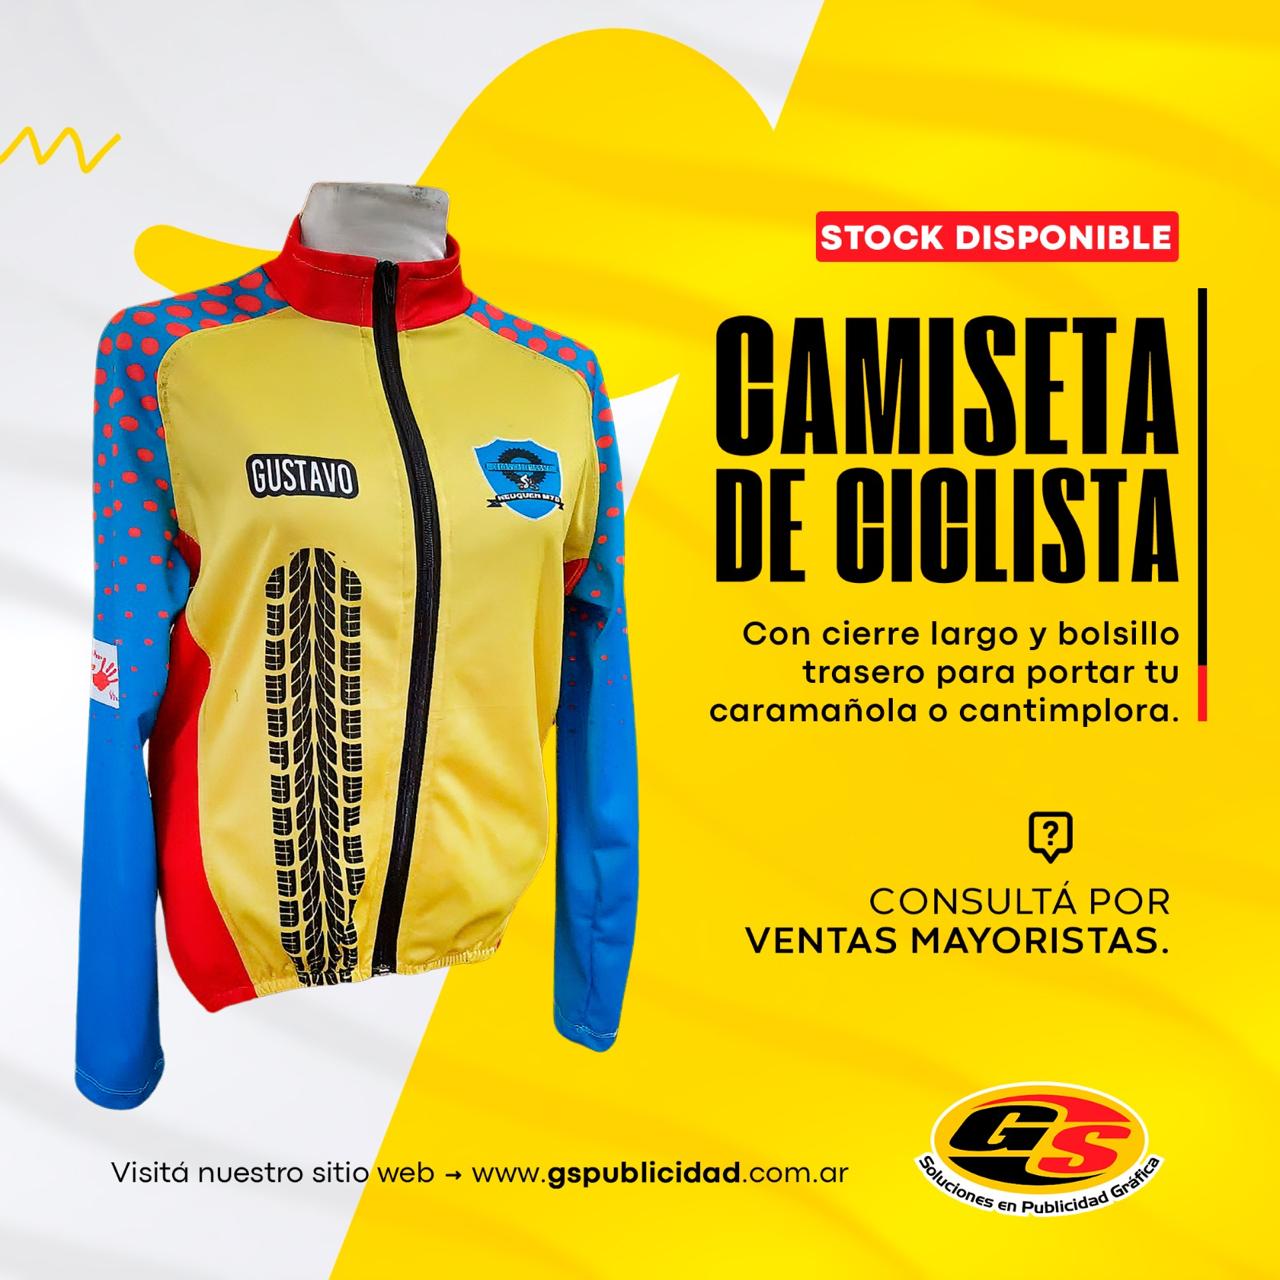 STOCK DISPONIBLE
CAMISETA
DE CICLISTA
Con cierre largo y bolsillo
trasero para portar tu
caramañola o cantimplora.
?
CONSULTÁ POR
VENTAS MAYORISTAS.
GUSTAVO
NEUQUEN MTB
Visitá nuestro sitio web → www.gspublicidad.com.ar
GS
Soluciones en Publicidad Gráfica